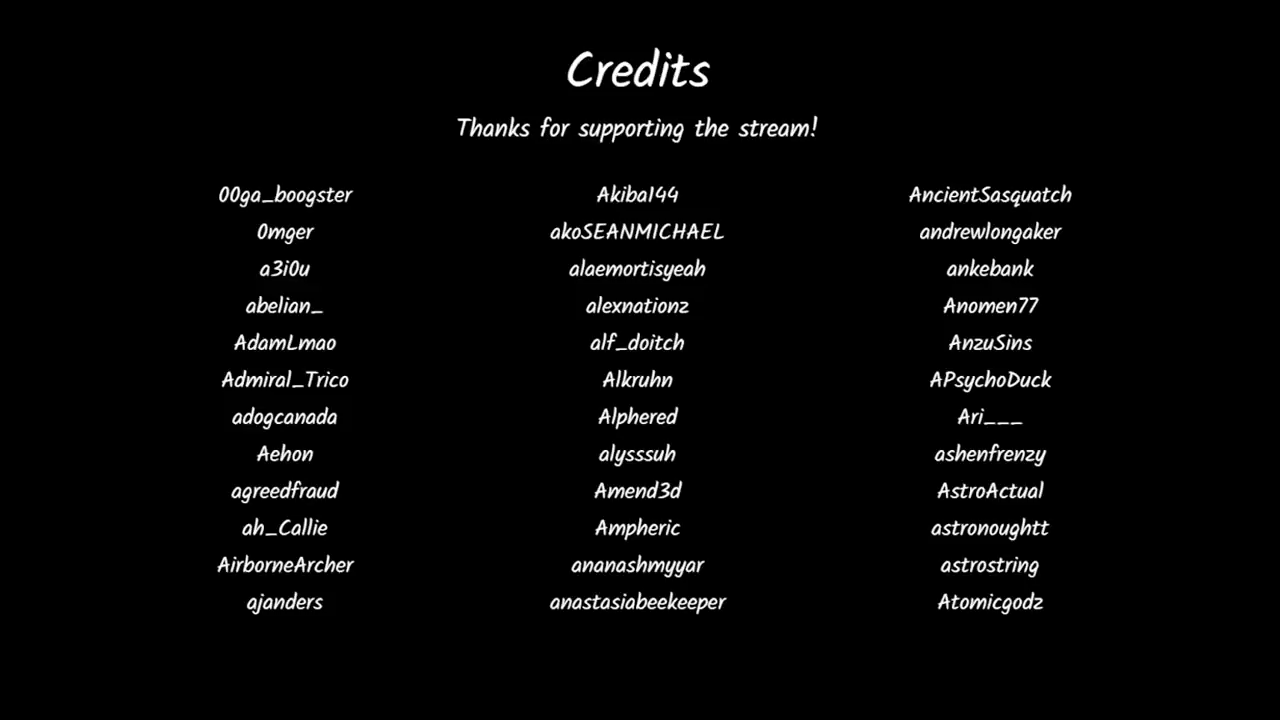 Credits
Thanks for supporting the stream!
00ga_boogster
0mger
a3i0u
abelian_
AdamLmao
Admiral_Trico
adogcanada
Aehon
agreedfraud
ah_Callie
AirborneArcher
ajanders
Akiba144
akoSEANMICHAEL
alaemortisyeah
alexnationz
alf_doitch
Alkruhn
Alphered
alysssuh
Amend3d
Ampheric
ananashmyyar
anastasiabeekeeper
AncientSasquatch
andrewlongaker
ankebank
Anomen77
AnzuSins
APsychoDuck
Ari___
ashenfrenzy
AstroActual
astronoughtt
astrostring
Atomicgodz